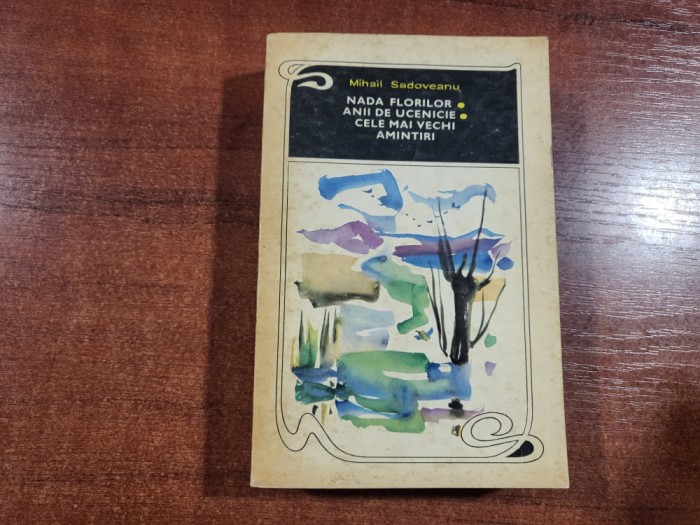 Mihail Sadoveanu
NADA FLORILOR •
ANII DE UCENICIE •
CELE MAI VECHI
AMINTIRI